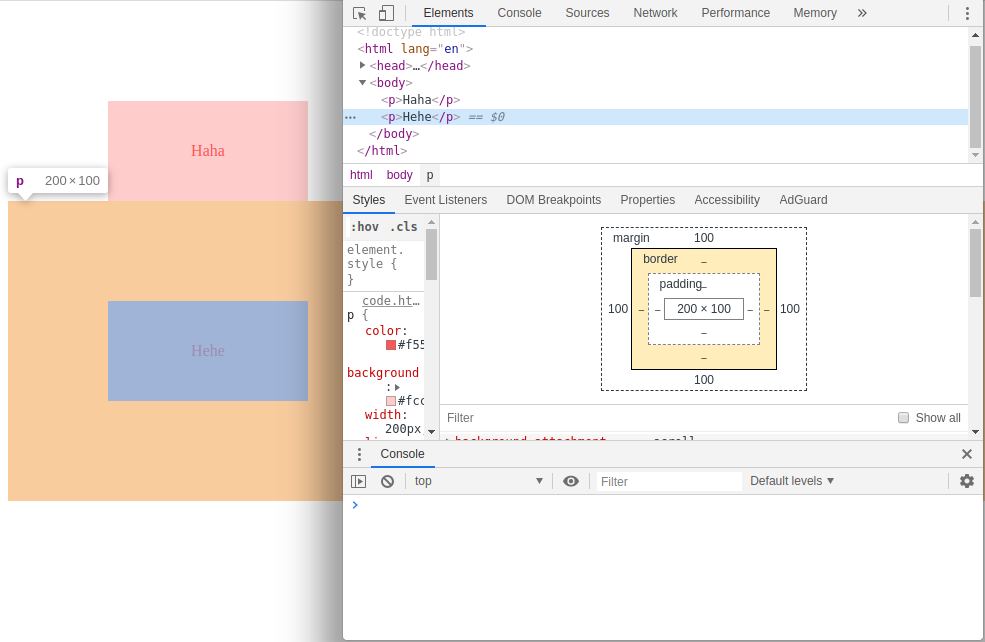 Haha
p 200 × 100
Hehe
Elements Console Sources Network Performance Memory »
<!doctype html>
<html lang="en">
<head>…</head>
<body>
<p>Haha</p>
<p>Hehe</p> == $0
</body>
</html>
html body p
Styles Event Listeners DOM Breakpoints Properties Accessibility AdGuard
:hov .cls
element.
style {
}
code.ht…
p {
color:
#f55
background
:
#fcc
width:
200px
margin 100
border –
padding –
100 – – 200 × 100 – – 100
–
–
100
Filter Show all
background-attachment scroll
Console
top Filter Default levels
>